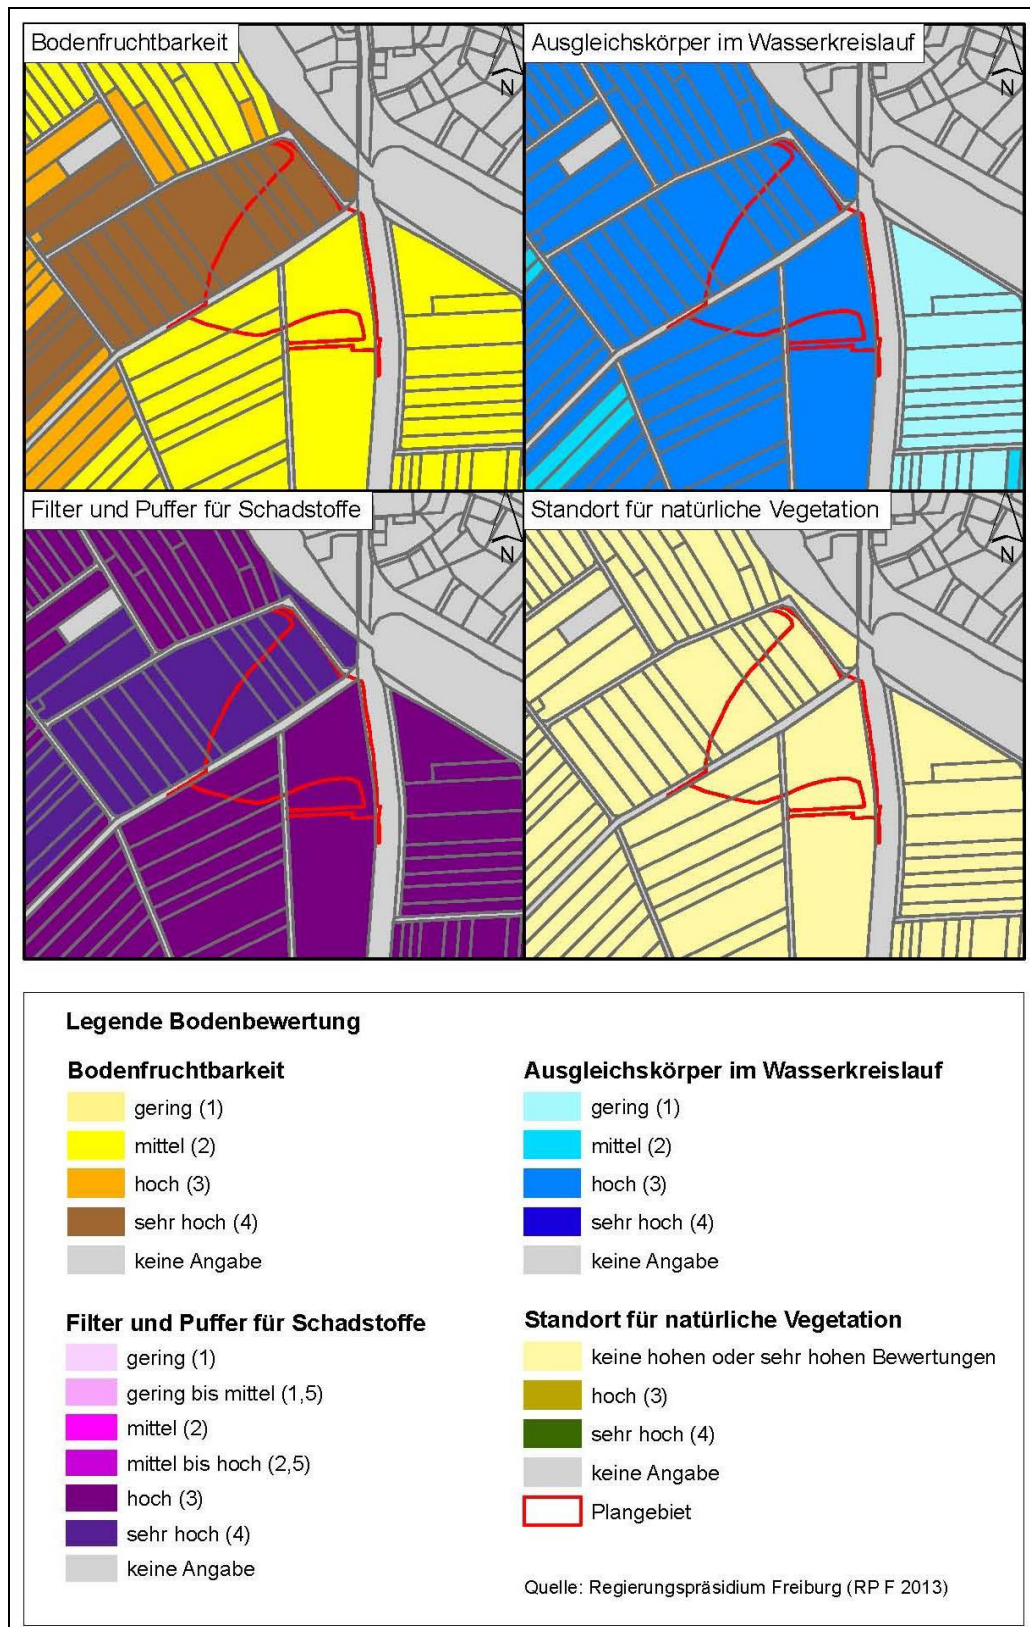 Bodenfruchtbarkeit
N
Ausgleichskörper im Wasserkreislauf
N
Filter und Puffer für Schadstoffe
N
Standort für natürliche Vegetation
N
Legende Bodenbewertung
Bodenfruchtbarkeit
gering (1)
mittel (2)
hoch (3)
sehr hoch (4)
keine Angabe
Filter und Puffer für Schadstoffe
gering (1)
gering bis mittel (1,5)
mittel (2)
mittel bis hoch (2,5)
hoch (3)
sehr hoch (4)
keine Angabe
Ausgleichskörper im Wasserkreislauf
gering (1)
mittel (2)
hoch (3)
sehr hoch (4)
keine Angabe
Standort für natürliche Vegetation
keine hohen oder sehr hohen Bewertungen
hoch (3)
sehr hoch (4)
keine Angabe
Plangebiet
Quelle: Regierungspräsidium Freiburg (RP F 2013)